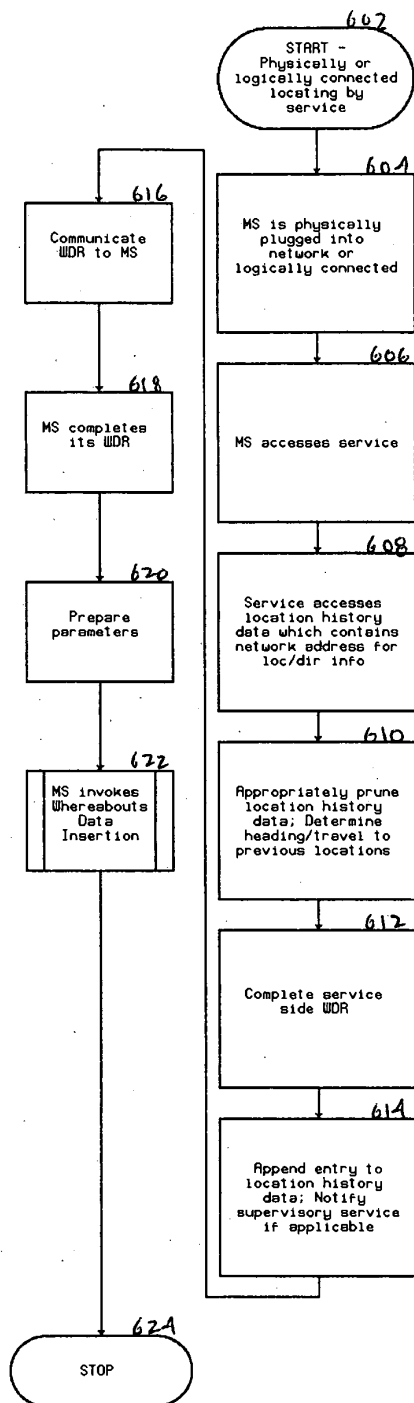 602
START -
Physically or
logically connected
locating by
service
604
MS is physically
plugged into
network or
logically connected
606
MS accesses service
608
Service accesses
location history
data which contains
network address for
loc/dir info
610
Appropriately prune
location history
data; Determine
heading/travel to
previous locations
612
Complete service
side WDR
614
Append entry to
location history
data; Notify
supervisory service
if applicable
616
Communicate
WDR to MS
618
MS completes
its WDR
620
Prepare
parameters
622
MS invokes
Whereabouts
Data
Insertion
624
STOP